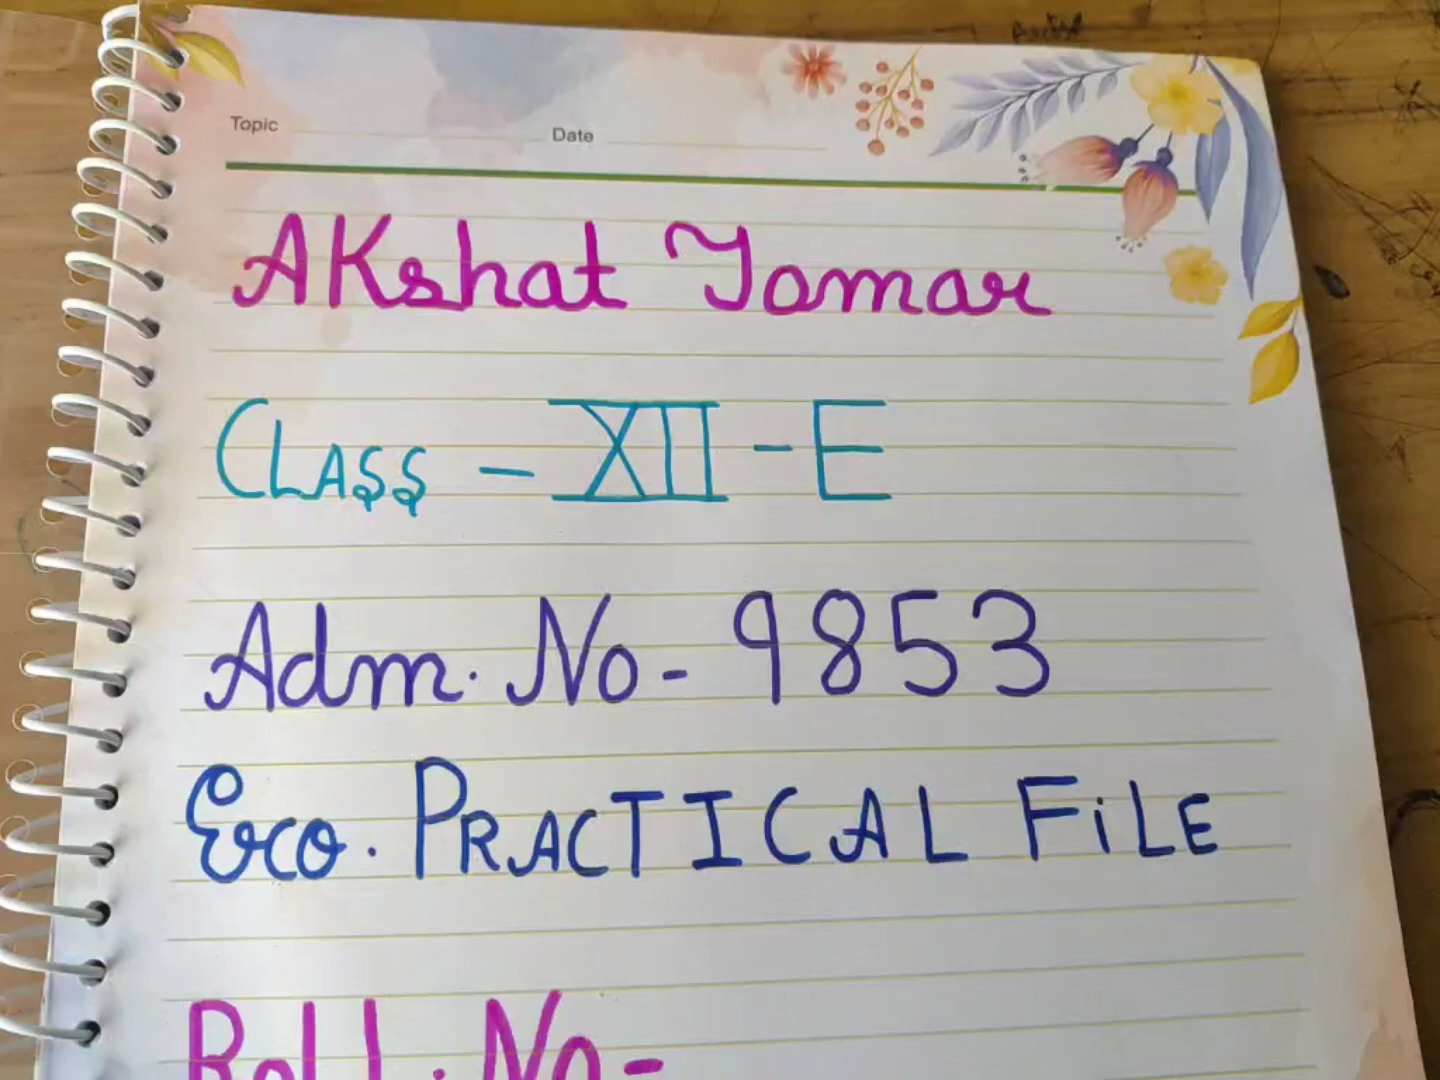 Topic Date
AKshat Tomar
CLASS - XII - E
Adm. No - 9853
Eco. PRACTICAL FiLE
Roll. No-